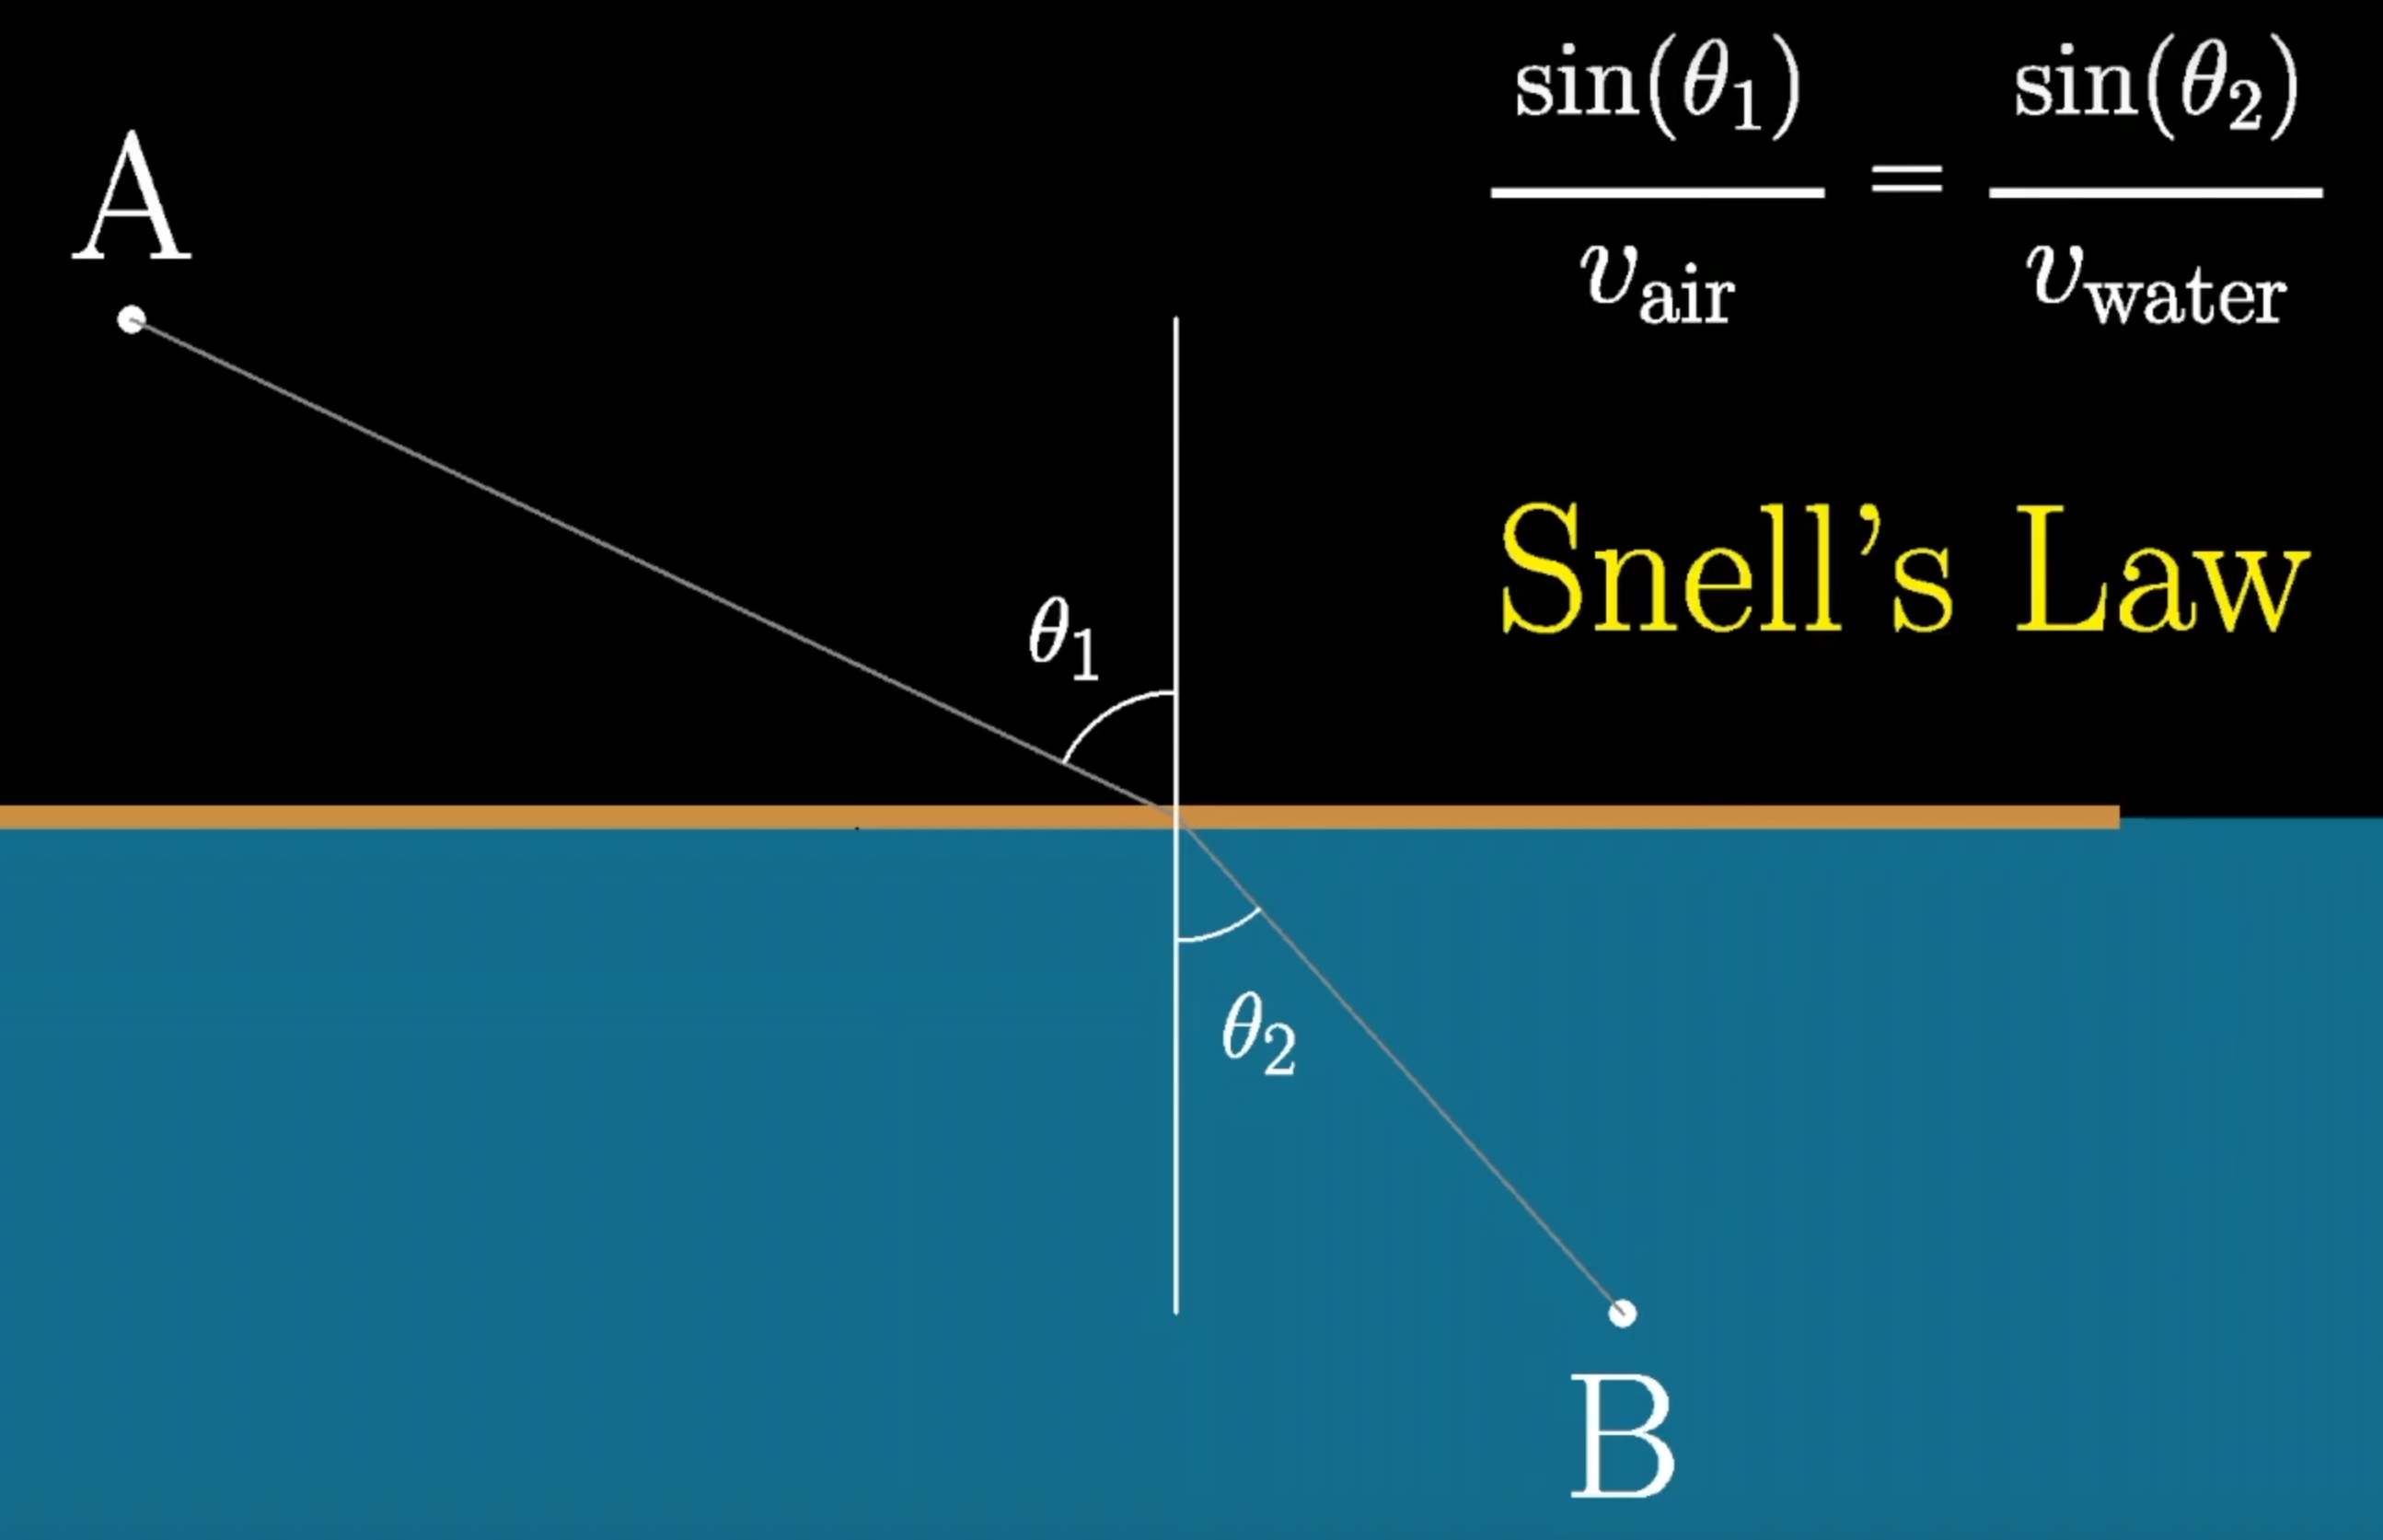 sin(θ₁)/v_air = sin(θ₂)/v_water
A
Snell's Law
θ₁
θ₂
B